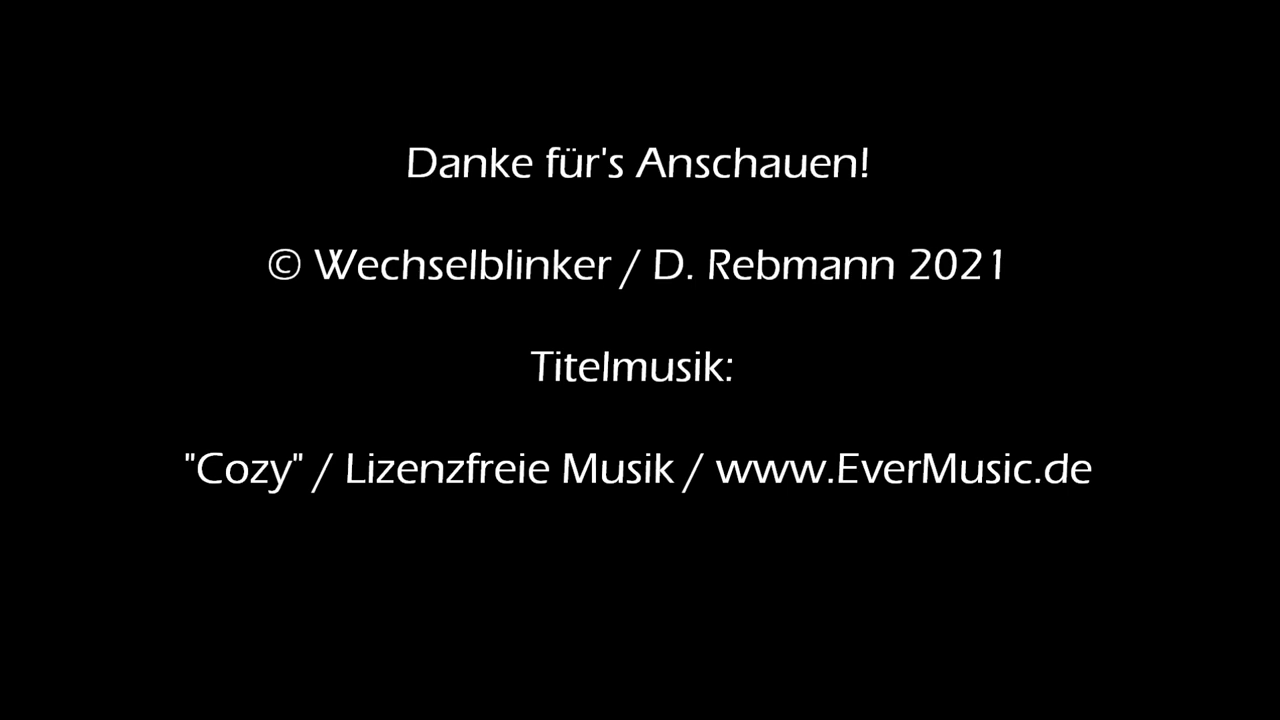 Danke für's Anschauen!
© Wechselblinker / D. Rebmann 2021
Titelmusik:
"Cozy" / Lizenzfreie Musik / www.EverMusic.de